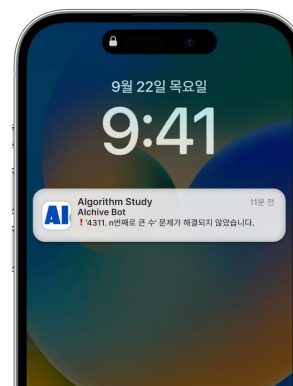 9월 22일 목요일
9:41
AI
Algorithm Study
11분 전
Alchive Bot
❗'4311. n번째로 큰 수' 문제가 해결되지 않았습니다.